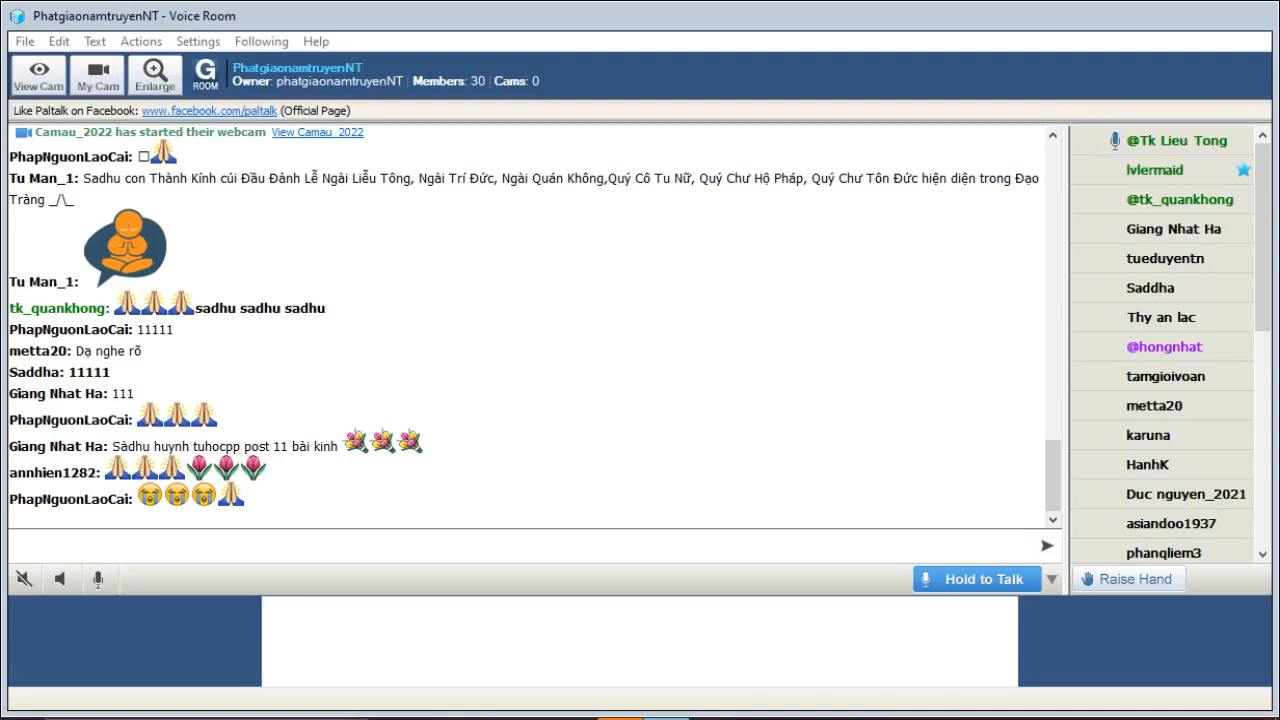 PhatgiaonamtruyenNT - Voice Room
File Edit Text Actions Settings Following Help
View Cam
My Cam
Enlarge
G
ROOM
PhatgiaonamtruyenNT
Owner: phatgiaonamtruyenNT | Members: 30 | Cams: 0
Like Paltalk on Facebook: www.facebook.com/paltalk (Official Page)
Camau_2022 has started their webcam View Camau_2022
PhapNguonLaoCai: □
Tu Man_1: Sadhu con Thành Kính cúi Đầu Đảnh Lễ Ngài Liễu Tông, Ngài Trí Đức, Ngài Quán Không,Quý Cô Tu Nữ, Quý Chư Hộ Pháp, Quý Chư Tôn Đức hiện diện trong Đạo
Tràng _/\_
Tu Man_1:
tk_quankhong: sadhu sadhu sadhu
PhapNguonLaoCai: 11111
metta20: Dạ nghe rõ
Saddha: 11111
Giang Nhat Ha: 111
PhapNguonLaoCai:
Giang Nhat Ha: Sàdhu huynh tuhocpp post 11 bài kinh
annhien1282:
PhapNguonLaoCai:
Hold to Talk
@Tk Lieu Tong
lvlermaid
@tk_quankhong
Giang Nhat Ha
tueduyentn
Saddha
Thy an lac
@hongnhat
tamgioivoan
metta20
karuna
HanhK
Duc nguyen_2021
asiandoo1937
phanqliem3
Raise Hand